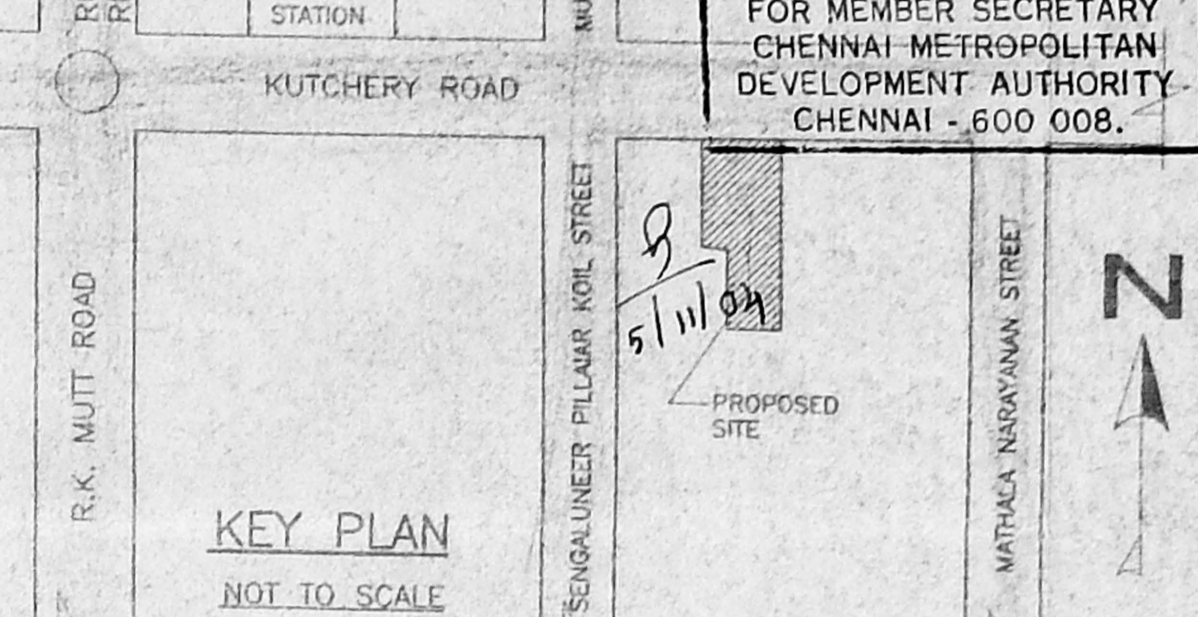 STATION
FOR MEMBER SECRETARY
CHENNAI METROPOLITAN
DEVELOPMENT AUTHORITY
CHENNAI - 600 008.
KUTCHERY ROAD
R.K. MUTT ROAD
SENGALUNEER PILLAIAR KOIL STREET
5/11/04
PROPOSED
SITE
MATHALA NARAYANAN STREET
N
KEY PLAN
NOT TO SCALE